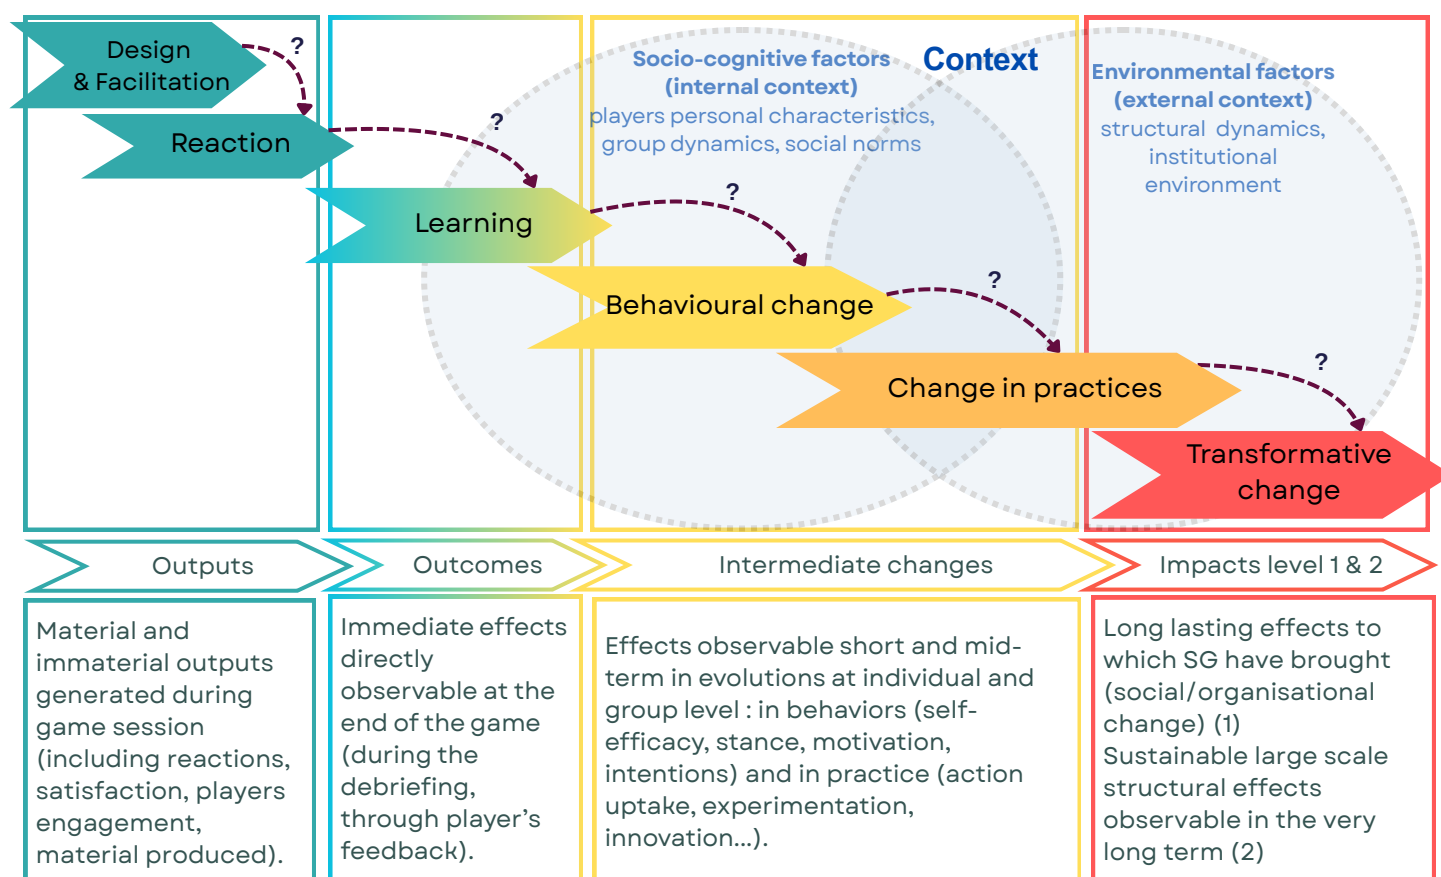 Design
& Facilitation
?
Reaction
?
Learning
Socio-cognitive factors
(internal context)
players personal characteristics,
group dynamics, social norms
Context
Environmental factors
(external context)
structural dynamics,
institutional
environment
?
Behavioural change
?
Change in practices
?
Transformative
change
Outputs
Outcomes
Intermediate changes
Impacts level 1 & 2
Material and
immaterial outputs
generated during
game session
(including reactions,
satisfaction, players
engagement,
material produced).
Immediate effects
directly
observable at the
end of the game
(during the
debriefing,
through player's
feedback).
Effects observable short and mid-
term in evolutions at individual and
group level : in behaviors (self-
efficacy, stance, motivation,
intentions) and in practice (action
uptake, experimentation,
innovation...).
Long lasting effects to
which SG have brought
(social/organisational
change) (1)
Sustainable large scale
structural effects
observable in the very
long term (2)